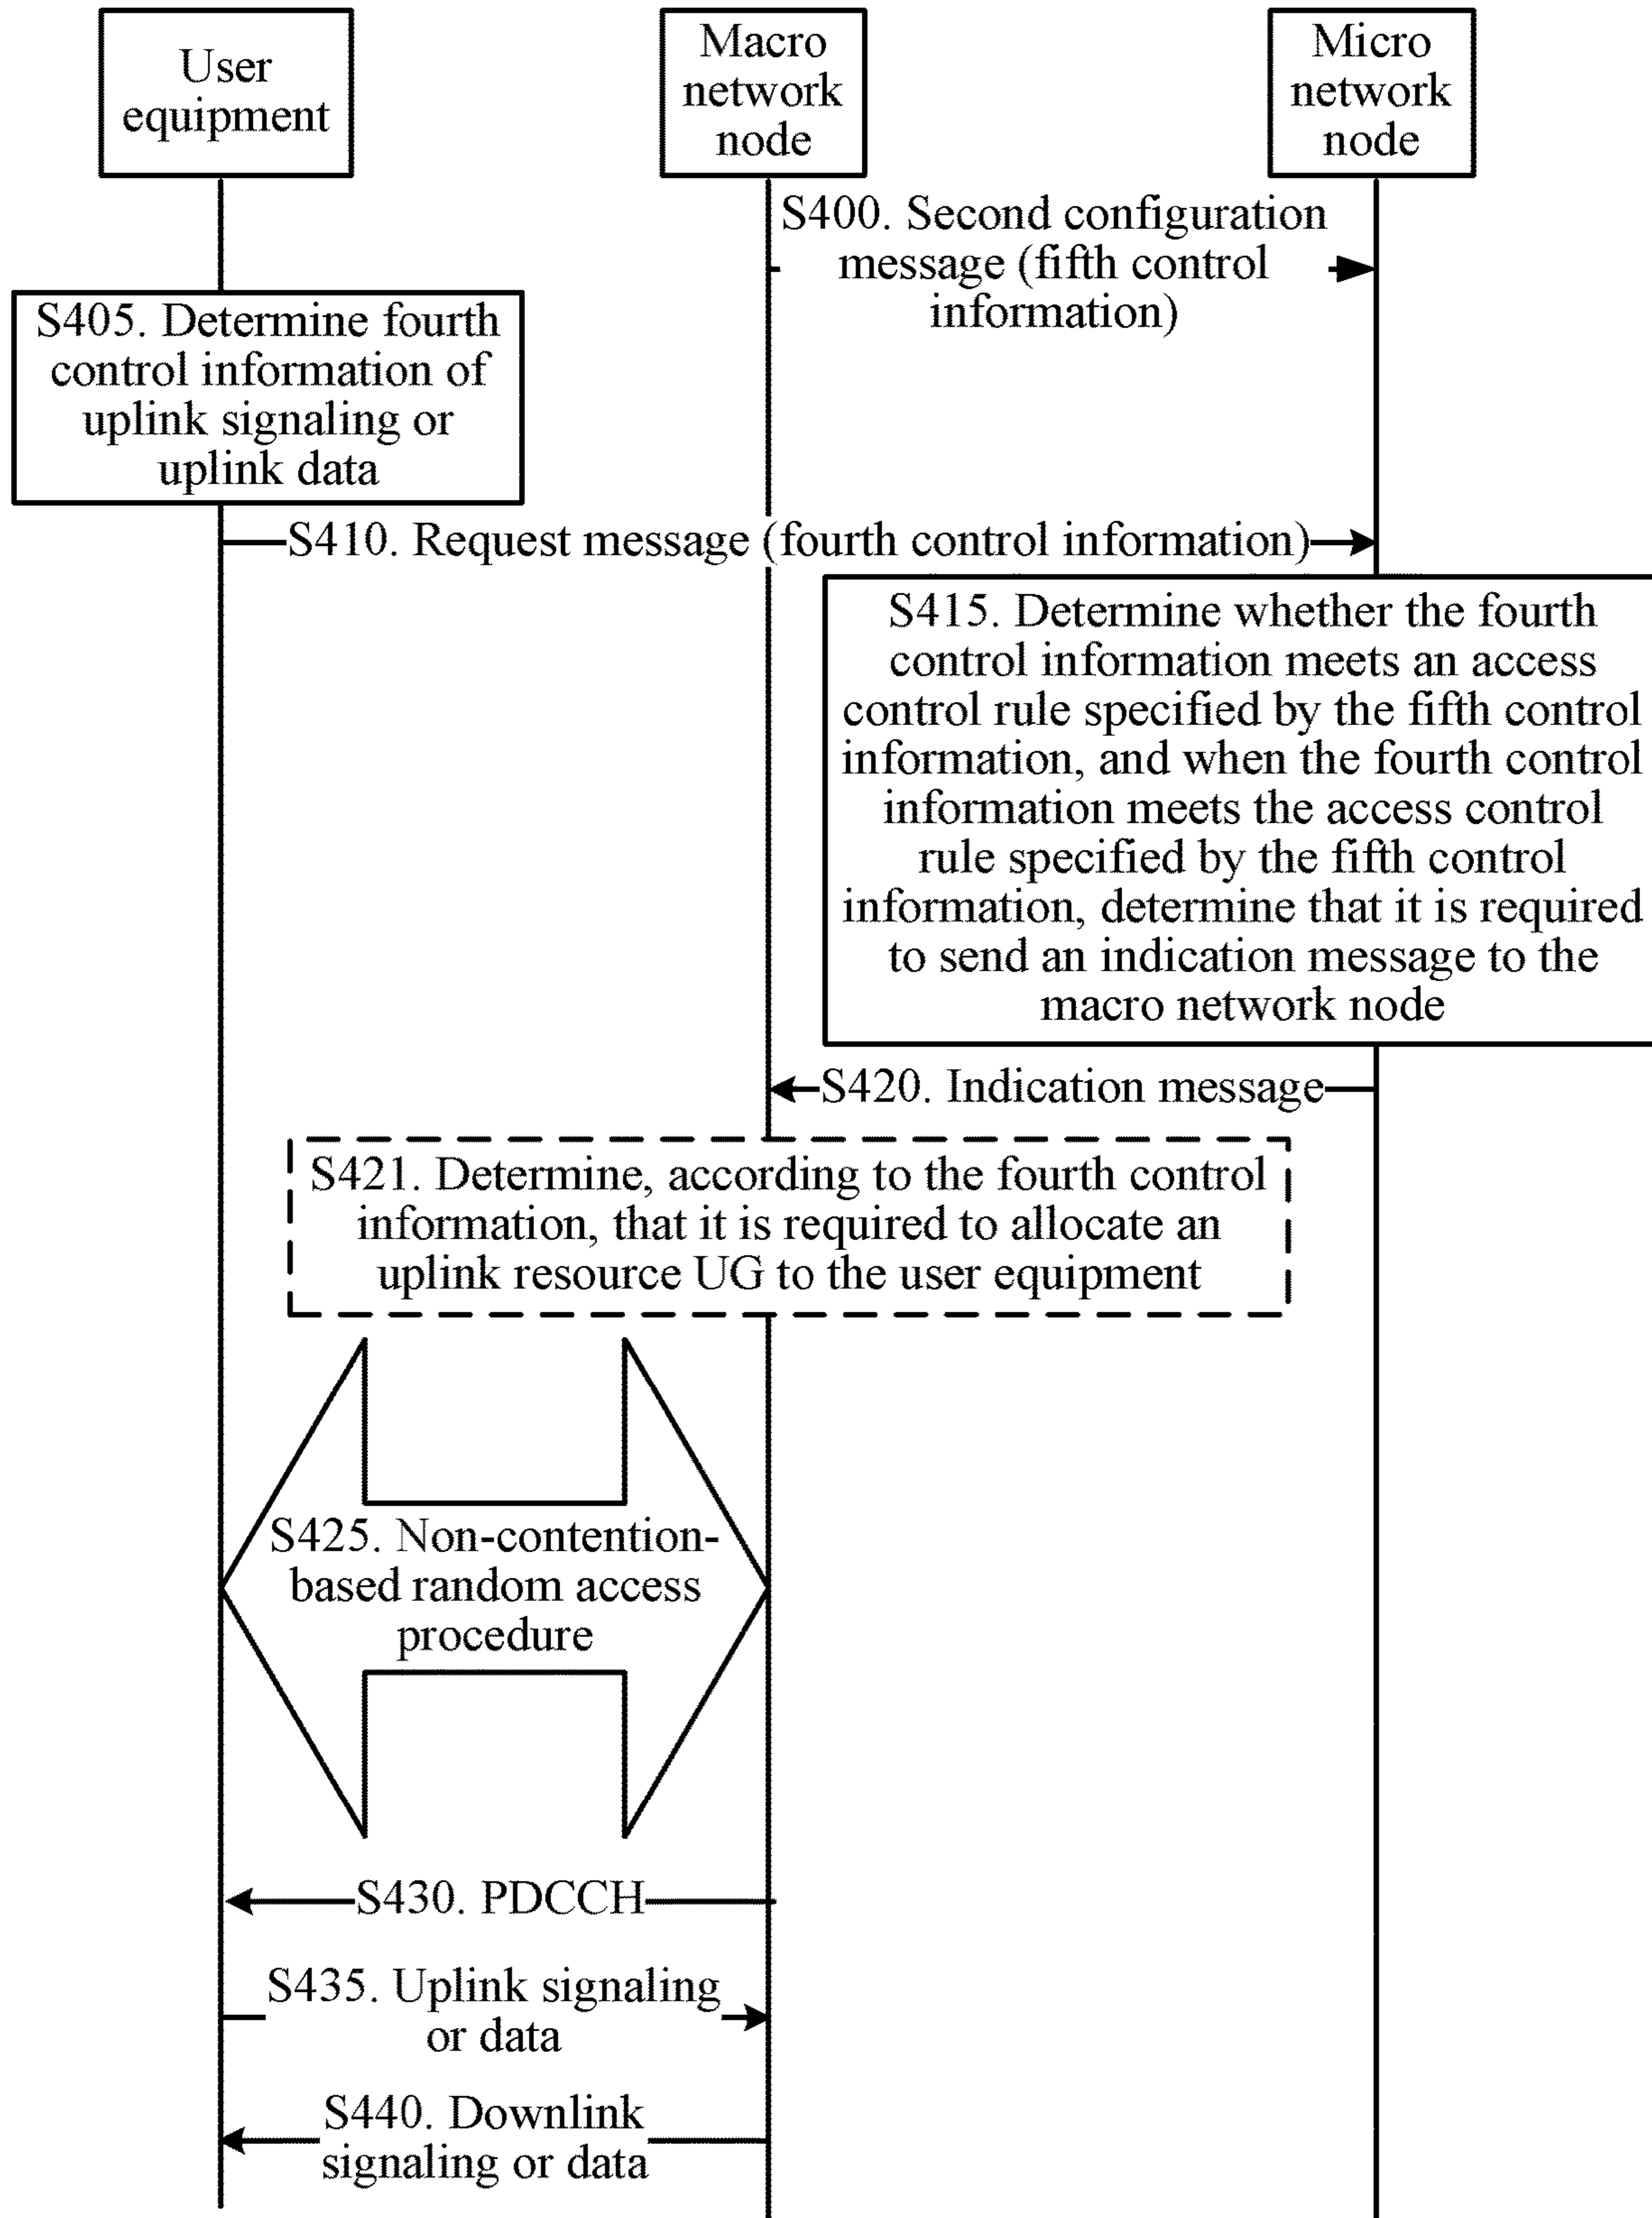 User
equipment
Macro
network
node
Micro
network
node
S400. Second configuration
message (fifth control
information)
S405. Determine fourth
control information of
uplink signaling or
uplink data
S410. Request message (fourth control information)
S415. Determine whether the fourth
control information meets an access
control rule specified by the fifth control
information, and when the fourth control
information meets the access control
rule specified by the fifth control
information, determine that it is required
to send an indication message to the
macro network node
S420. Indication message
S421. Determine, according to the fourth control
information, that it is required to allocate an
uplink resource UG to the user equipment
S425. Non-contention-
based random access
procedure
S430. PDCCH
S435. Uplink signaling
or data
S440. Downlink
signaling or data